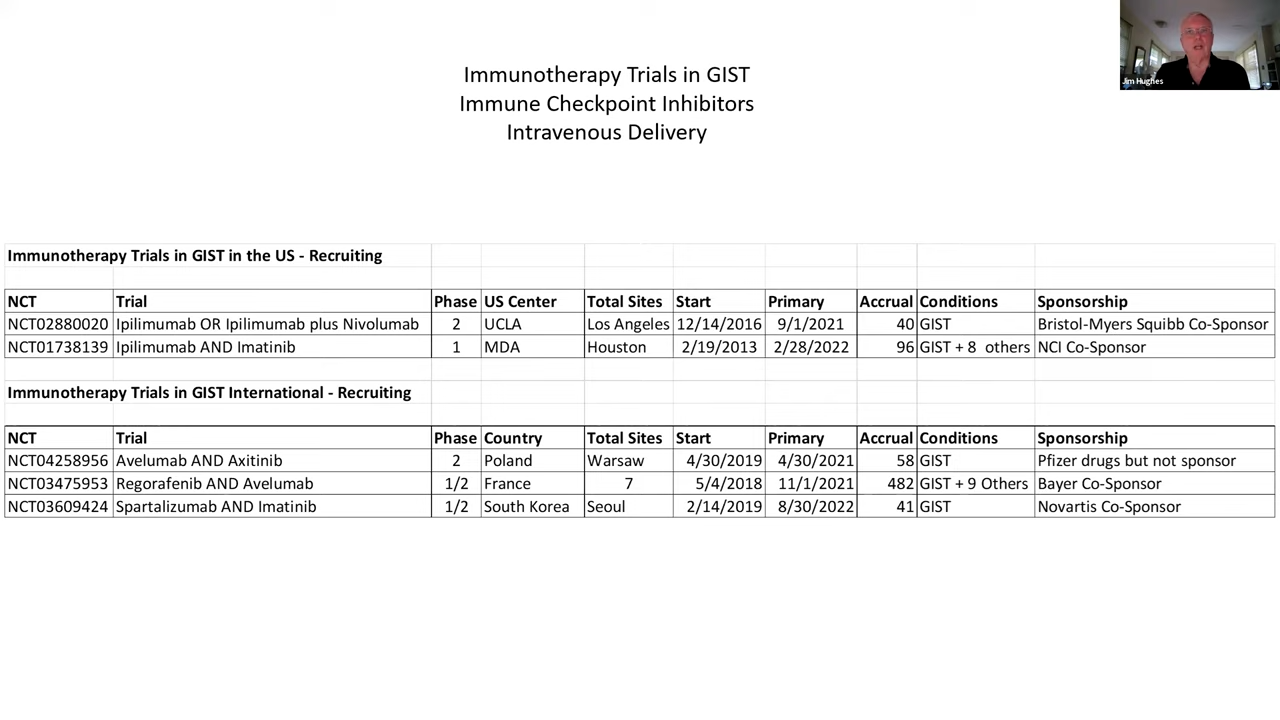 Immunotherapy Trials in GIST
Immune Checkpoint Inhibitors
Intravenous Delivery
Jim Hughes
Immunotherapy Trials in GIST in the US - Recruiting
NCT Trial Phase US Center Total Sites Start Primary Accrual Conditions Sponsorship
NCT02880020 Ipilimumab OR Ipilimumab plus Nivolumab 2 UCLA Los Angeles 12/14/2016 9/1/2021 40 GIST Bristol-Myers Squibb Co-Sponsor
NCT01738139 Ipilimumab AND Imatinib 1 MDA Houston 2/19/2013 2/28/2022 96 GIST + 8 others NCI Co-Sponsor
Immunotherapy Trials in GIST International - Recruiting
NCT Trial Phase Country Total Sites Start Primary Accrual Conditions Sponsorship
NCT04258956 Avelumab AND Axitinib 2 Poland Warsaw 4/30/2019 4/30/2021 58 GIST Pfizer drugs but not sponsor
NCT03475953 Regorafenib AND Avelumab 1/2 France 7 5/4/2018 11/1/2021 482 GIST + 9 Others Bayer Co-Sponsor
NCT03609424 Spartalizumab AND Imatinib 1/2 South Korea Seoul 2/14/2019 8/30/2022 41 GIST Novartis Co-Sponsor